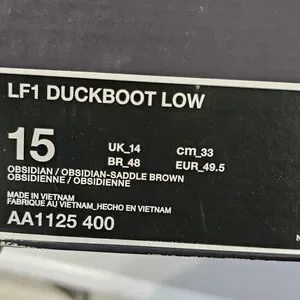 LF1 DUCKBOOT LOW
15 UK_14 cm_33
BR_48 EUR_49.5
OBSIDIAN / OBSIDIAN-SADDLE BROWN
OBSIDIENNE / OBSIDIENNE
MADE IN VIETNAM
FABRIQUÉ AU VIETNAM_HECHO EN VIETNAM
AA1125 400